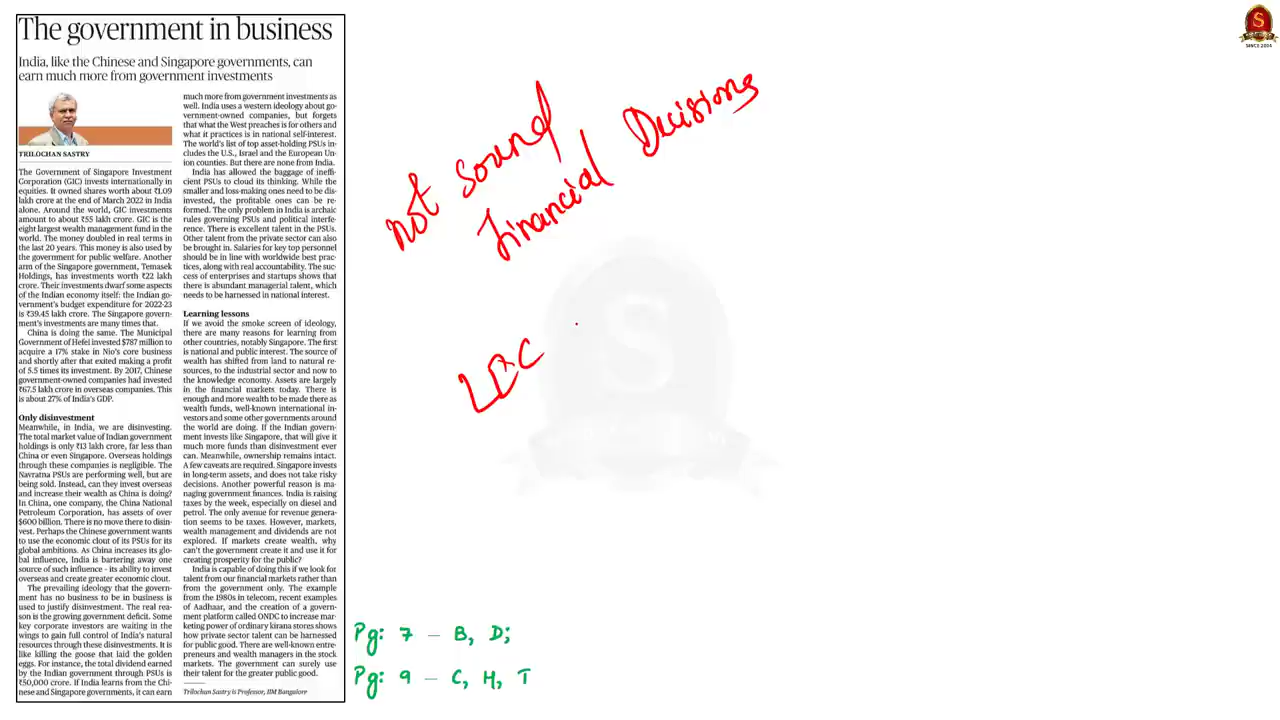 The government in business
India, like the Chinese and Singapore governments, can
earn much more from government investments
TRILOCHAN SASTRY
The Government of Singapore Investment
Corporation (GIC) invests internationally in
equities. It owned shares worth about ₹1.09
lakh crore at the end of March 2022 in India
alone. Around the world, GIC investments
amount to about ₹55 lakh crore. GIC is the
eight largest wealth management fund in the
world. The money doubled in real terms in
the last 20 years. This money is also used by
the government for public welfare. Another
arm of the Singapore government, Temasek
Holdings, has investments worth ₹22 lakh
crore. Their investments dwarf some aspects
of the Indian economy itself: the Indian gov-
ernment's budget expenditure for 2022-23
is ₹39.45 lakh crore. The Singapore govern-
ment's investments are many times that.
China is doing the same. The Municipal
Government of Hefei invested $787 million to
acquire a 17% stake in Nio's core business
and shortly after that exited making a profit
of 5.5 times its investment. By 2017, Chinese
government-owned companies had invested
₹67.5 lakh crore in overseas companies. This
is about 27% of India's GDP.
Only disinvestment
Meanwhile, in India, we are disinvesting.
The total market value of Indian government
holdings is only ₹13 lakh crore, far less than
China or even Singapore. Overseas holdings
through these companies is negligible. The
Navratna PSUs are performing well, but are
being sold. Instead, can they invest overseas
and increase their wealth as China is doing?
In China, one company, the China National
Petroleum Corporation, has assets of over
$600 billion. There is no move there to disin-
vest. Perhaps the Chinese government wants
to use the economic clout of its PSUs for its
global ambitions. As China increases its glo-
bal influence, India is bartering away one
source of such influence - its ability to invest
overseas and create greater economic clout.
The prevailing ideology that the govern-
ment has no business to be in business is
used to justify disinvestment. The real rea-
son is the growing government deficit. Some
key corporate investors are waiting in the
wings to gain full control of India's natural
resources through these disinvestments. It is
like killing the goose that laid the golden
eggs. For instance, the total dividend earned
by the Indian government through PSUs is
₹50,000 crore. If India learns from the Chi-
nese and Singapore governments, it can earn
much more from government investments as
well. India uses a western ideology about go-
vernment-owned companies, but forgets
that what the West preaches is for others and
what it practices is in national self-interest.
The world's list of top asset-holding PSUs in-
cludes the U.S., Israel and the European Un-
ion countries. But there are none from India.
India has allowed the baggage of ineffi-
cient PSUs to cloud its thinking. While the
smaller and loss-making ones need to be dis-
invested, the profitable ones can be re-
formed. The only problem in India is archaic
rules governing PSUs and political interfe-
rence. There is excellent talent in the PSUs.
Other talent from the private sector can also
be brought in. Salaries for key top personnel
should be in line with worldwide best prac-
tices, along with real accountability. The suc-
cess of enterprises and startups shows that
there is abundant managerial talent, which
needs to be harnessed in national interest.
Learning lessons
If we avoid the smoke screen of ideology,
there are many reasons for learning from
other countries, notably Singapore. The first
is national and public interest. The source of
wealth has shifted from land to natural re-
sources, to the industrial sector and now to
the knowledge economy. Assets are largely
in the financial markets today. There is
enough and more wealth to be made there as
wealth funds, well-known international in-
vestors and some other governments around
the world are doing. If the Indian govern-
ment invests like Singapore, that will give it
much more funds than disinvestment ever
can. Meanwhile, ownership remains intact.
A few caveats are required. Singapore invests
in long-term assets, and does not take risky
decisions. Another powerful reason is ma-
naging government finances. India is raising
taxes by the week, especially on diesel and
petrol. The only avenue for revenue genera-
tion seems to be taxes. However, markets,
wealth management and dividends are not
explored. If markets create wealth, why
can't the government create it and use it for
creating prosperity for the public?
India is capable of doing this if we look for
talent from our financial markets rather than
from the government only. The example
from the 1980s in telecom, recent examples
of Aadhaar, and the creation of a govern-
ment platform called ONDC to increase mar-
keting power of ordinary kirana stores shows
how private sector talent can be harnessed
for public good. There are well-known entre-
preneurs and wealth managers in the stock
markets. The government can surely use
their talent for the greater public good.
Trilochan Sastry is Professor, IIM Bangalore
not sound
financial Decisions
LIC
Pg: 7 - B, D;
Pg: 9 - C, H, T
S
SINCE 2004